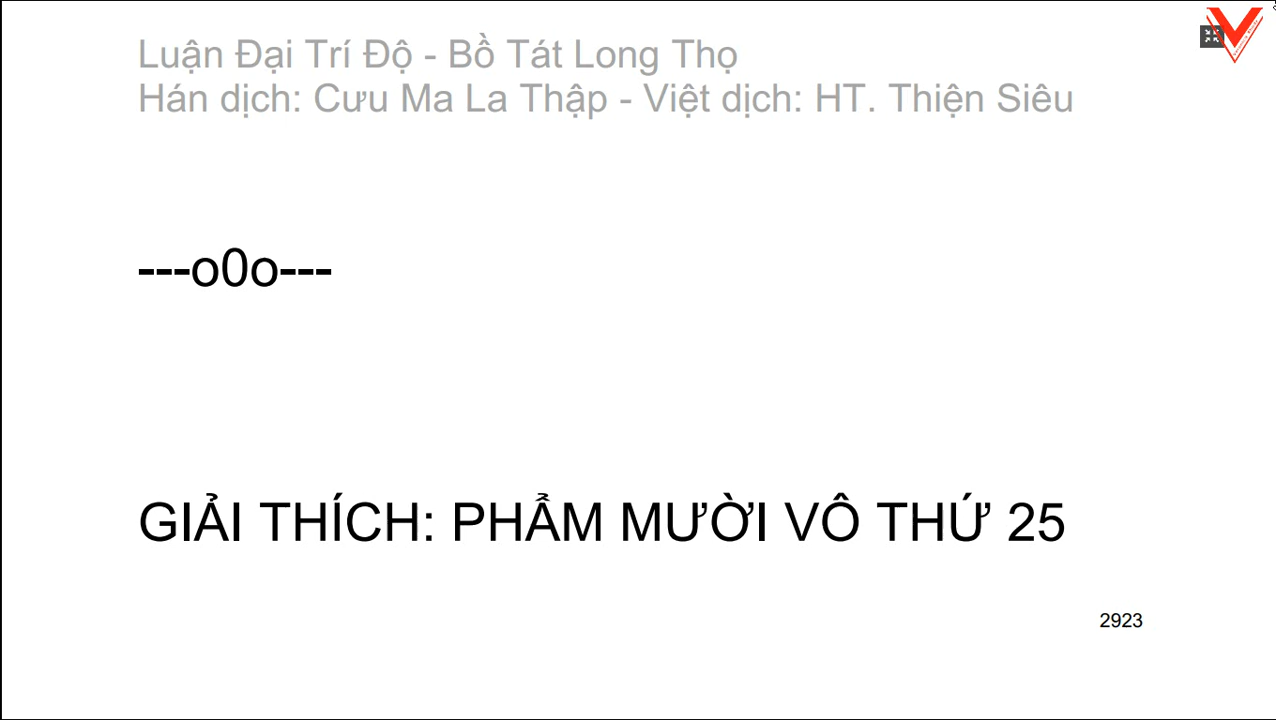 Luận Đại Trí Độ - Bồ Tát Long Thọ
Hán dịch: Cưu Ma La Thập - Việt dịch: HT. Thiện Siêu
---o0o---
GIẢI THÍCH: PHẨM MƯỜI VÔ THỨ 25
2923